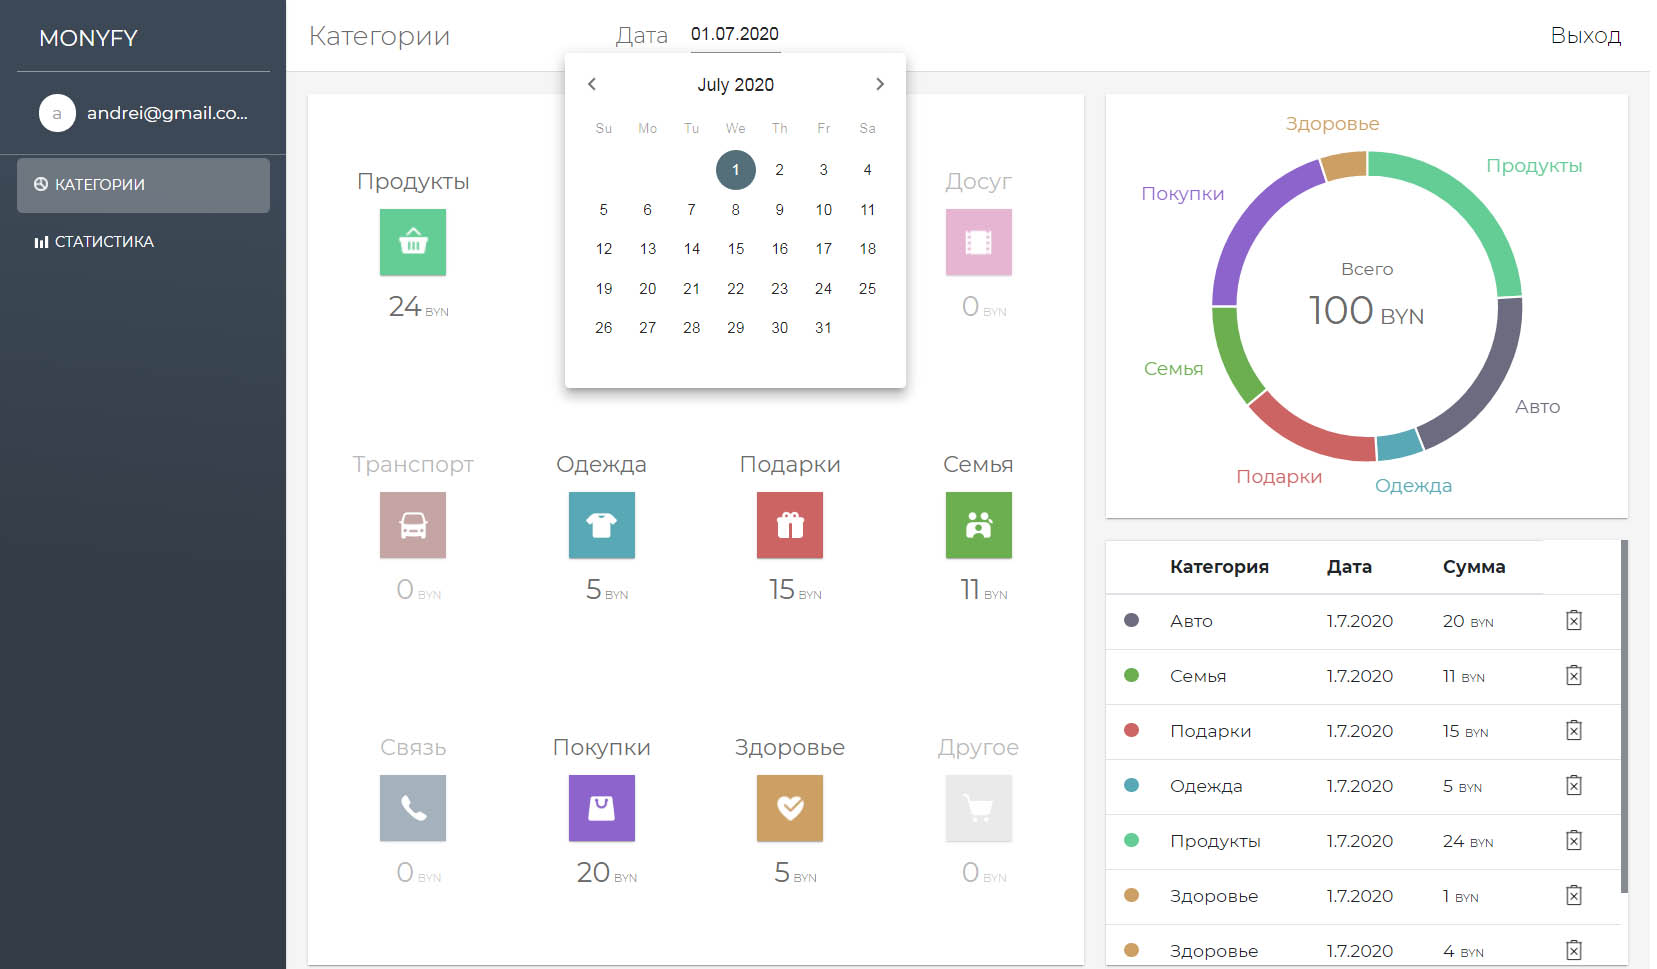 MONYFY
a andrei@gmail.co...
КАТЕГОРИИ
СТАТИСТИКА
Категории Дата 01.07.2020 Выход
July 2020
Su Mo Tu We Th Fr Sa
1 2 3 4
5 6 7 8 9 10 11
12 13 14 15 16 17 18
19 20 21 22 23 24 25
26 27 28 29 30 31
Продукты Досуг
24 BYN 0 BYN
Транспорт Одежда Подарки Семья
0 BYN 5 BYN 15 BYN 11 BYN
Связь Покупки Здоровье Другое
0 BYN 20 BYN 5 BYN 0 BYN
Здоровье
Продукты
Покупки
Всего
100 BYN
Семья
Авто
Подарки
Одежда
Категория Дата Сумма
Авто 1.7.2020 20 BYN
Семья 1.7.2020 11 BYN
Подарки 1.7.2020 15 BYN
Одежда 1.7.2020 5 BYN
Продукты 1.7.2020 24 BYN
Здоровье 1.7.2020 1 BYN
Здоровье 1.7.2020 4 BYN